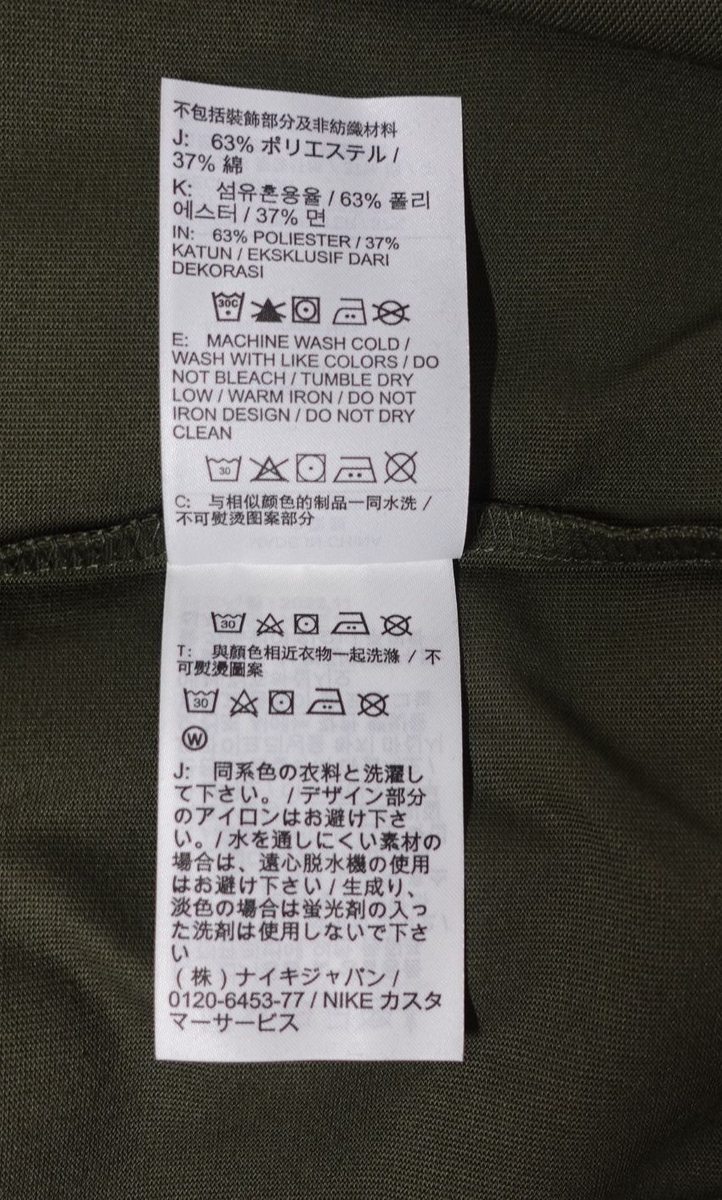 不包括裝飾部分及非紡織材料
J: 63% ポリエステル /
37% 綿
K: 섬유혼용율 / 63% 폴리
에스터 / 37% 면
IN: 63% POLIESTER / 37%
KATUN / EKSKLUSIF DARI
DEKORASI
30C
E: MACHINE WASH COLD /
WASH WITH LIKE COLORS / DO
NOT BLEACH / TUMBLE DRY
LOW / WARM IRON / DO NOT
IRON DESIGN / DO NOT DRY
CLEAN
30
C: 与相似颜色的制品一同水洗 /
不可熨烫图案部分
30
T: 與顏色相近衣物一起洗滌 / 不
可熨燙圖案
30
W
J: 同系色の衣料と洗濯し
て下さい。/ デザイン部分
のアイロンはお避け下さ
い。/ 水を通しにくい素材の
場合は、遠心脱水機の使用
はお避け下さい / 生成り、
淡色の場合は蛍光剤の入っ
た洗剤は使用しないで下さ
い
(株) ナイキジャパン /
0120-6453-77 / NIKE カスタ
マーサービス